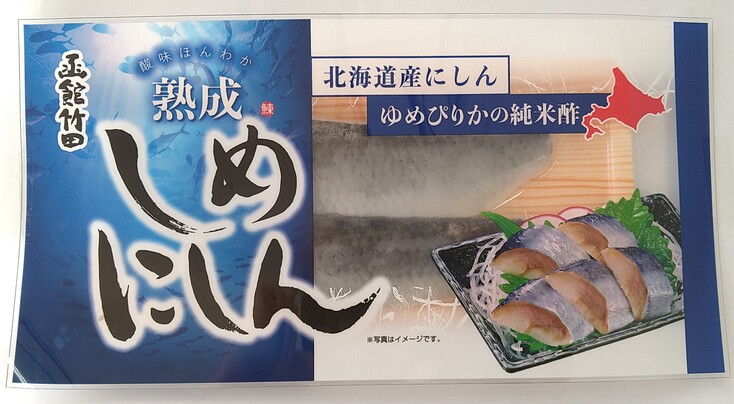 函館竹田
酸味ほんわか
熟成
鰊
しめ
にしん
北海道産にしん
ゆめぴりかの純米酢
※写真はイメージです。